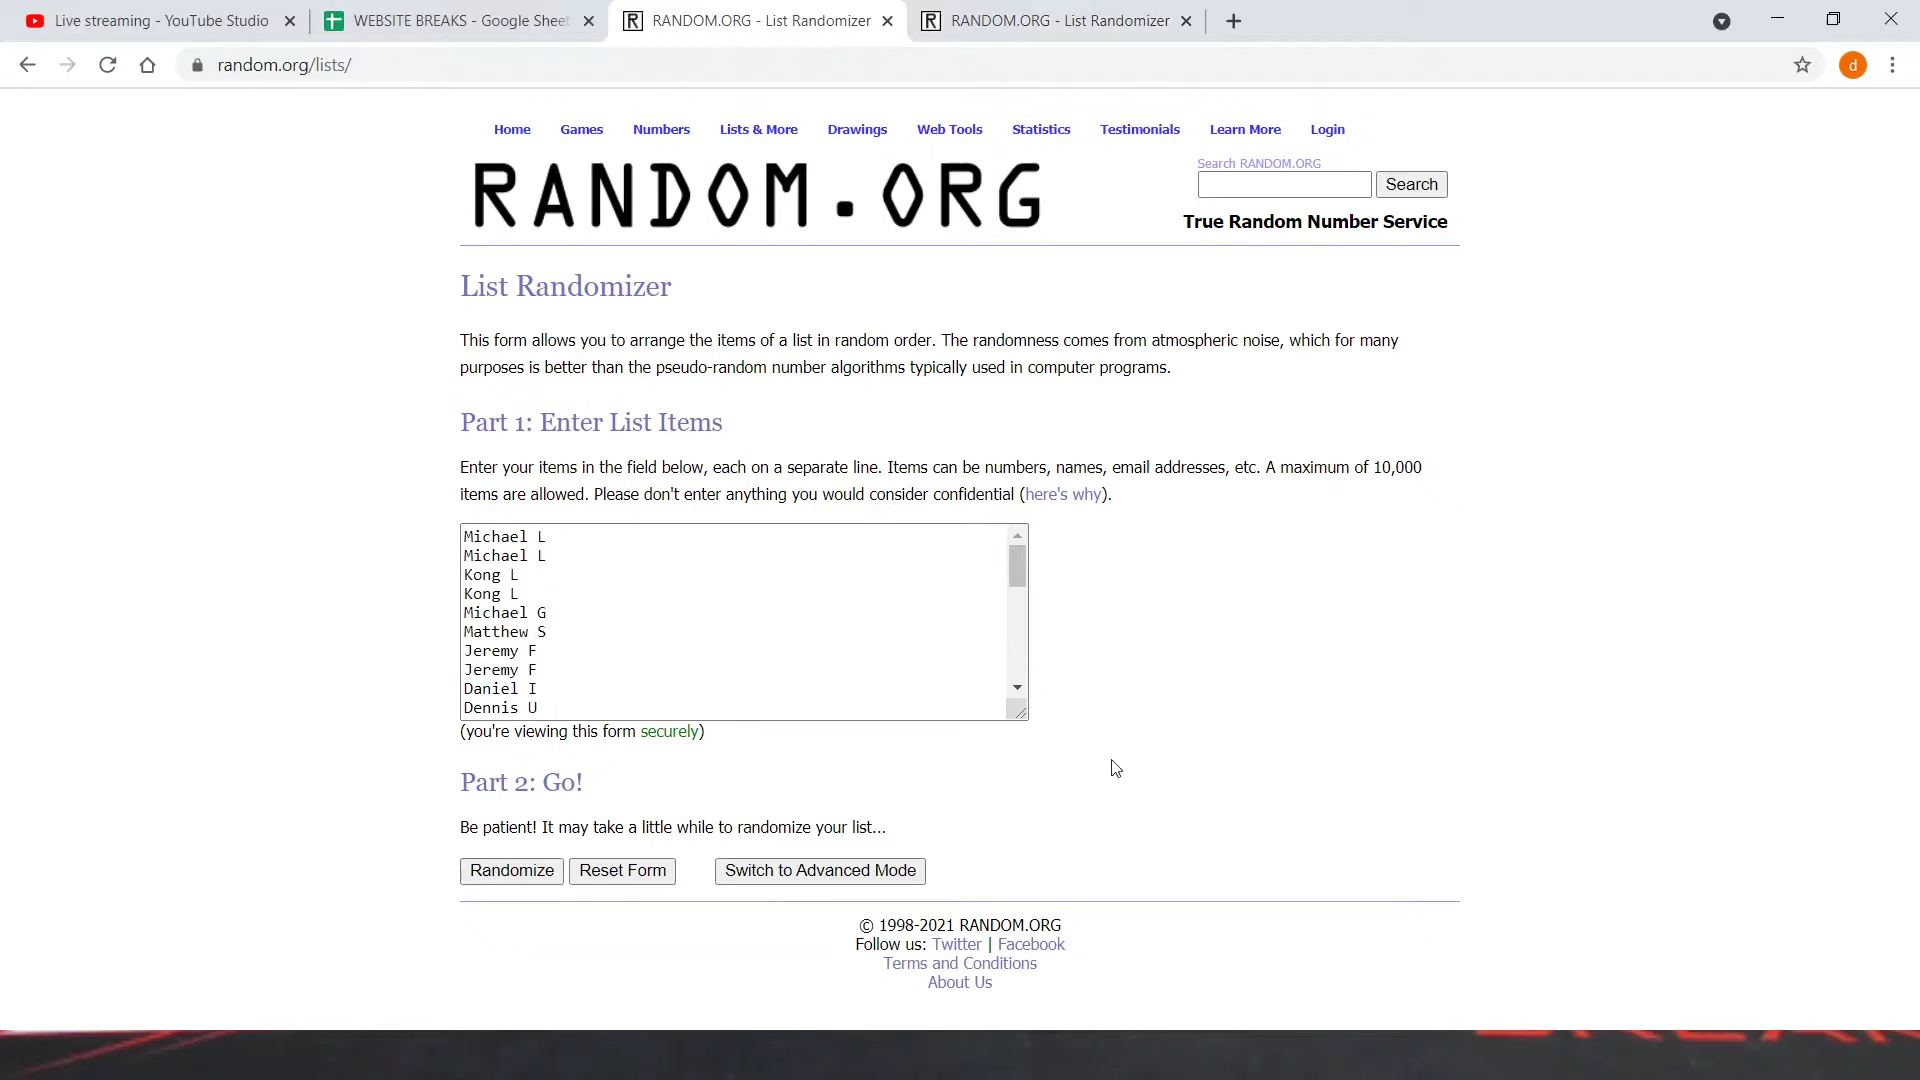 Live streaming - YouTube Studio
WEBSITE BREAKS - Google Sheet
RANDOM.ORG - List Randomizer
RANDOM.ORG - List Randomizer
random.org/lists/
d
Home Games Numbers Lists & More Drawings Web Tools Statistics Testimonials Learn More Login
RANDOM.ORG
Search RANDOM.ORG
Search
True Random Number Service
List Randomizer
This form allows you to arrange the items of a list in random order. The randomness comes from atmospheric noise, which for many
purposes is better than the pseudo-random number algorithms typically used in computer programs.
Part 1: Enter List Items
Enter your items in the field below, each on a separate line. Items can be numbers, names, email addresses, etc. A maximum of 10,000
items are allowed. Please don't enter anything you would consider confidential (here's why).
Michael L
Michael L
Kong L
Kong L
Michael G
Matthew S
Jeremy F
Jeremy F
Daniel I
Dennis U
(you're viewing this form securely)
Part 2: Go!
Be patient! It may take a little while to randomize your list...
Randomize Reset Form Switch to Advanced Mode
© 1998-2021 RANDOM.ORG
Follow us: Twitter | Facebook
Terms and Conditions
About Us